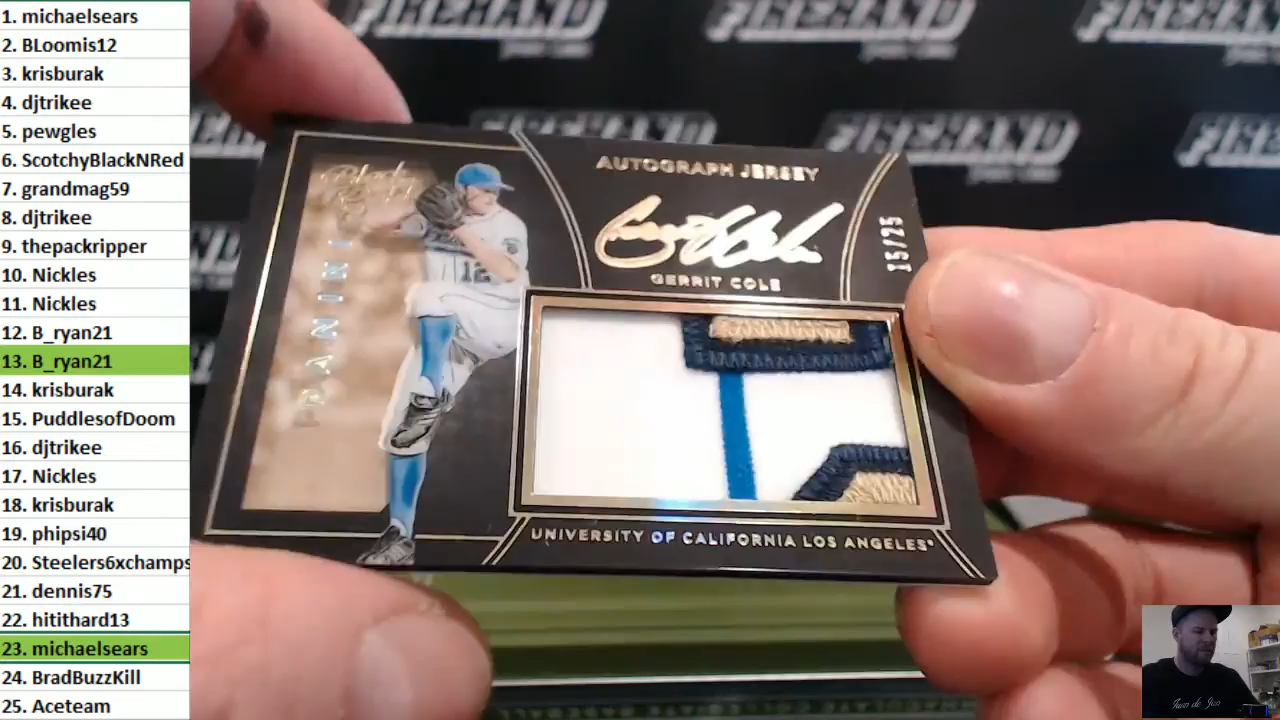 1. michaelsears
2. BLoomis12
3. krisburak
4. djtrikee
5. pewgles
6. ScotchyBlackNRed
7. grandmag59
8. djtrikee
9. thepackripper
10. Nickles
11. Nickles
12. B_ryan21
13. B_ryan21
14. krisburak
15. PuddlesofDoom
16. djtrikee
17. Nickles
18. krisburak
19. phipsi40
20. Steelers6xchamps
21. dennis75
22. hitithard13
23. michaelsears
24. BradBuzzKill
25. Aceteam
FIREHAND
PANINI
12
AUTOGRAPH JERSEY
GERRIT COLE
15/25
UNIVERSITY OF CALIFORNIA LOS ANGELES